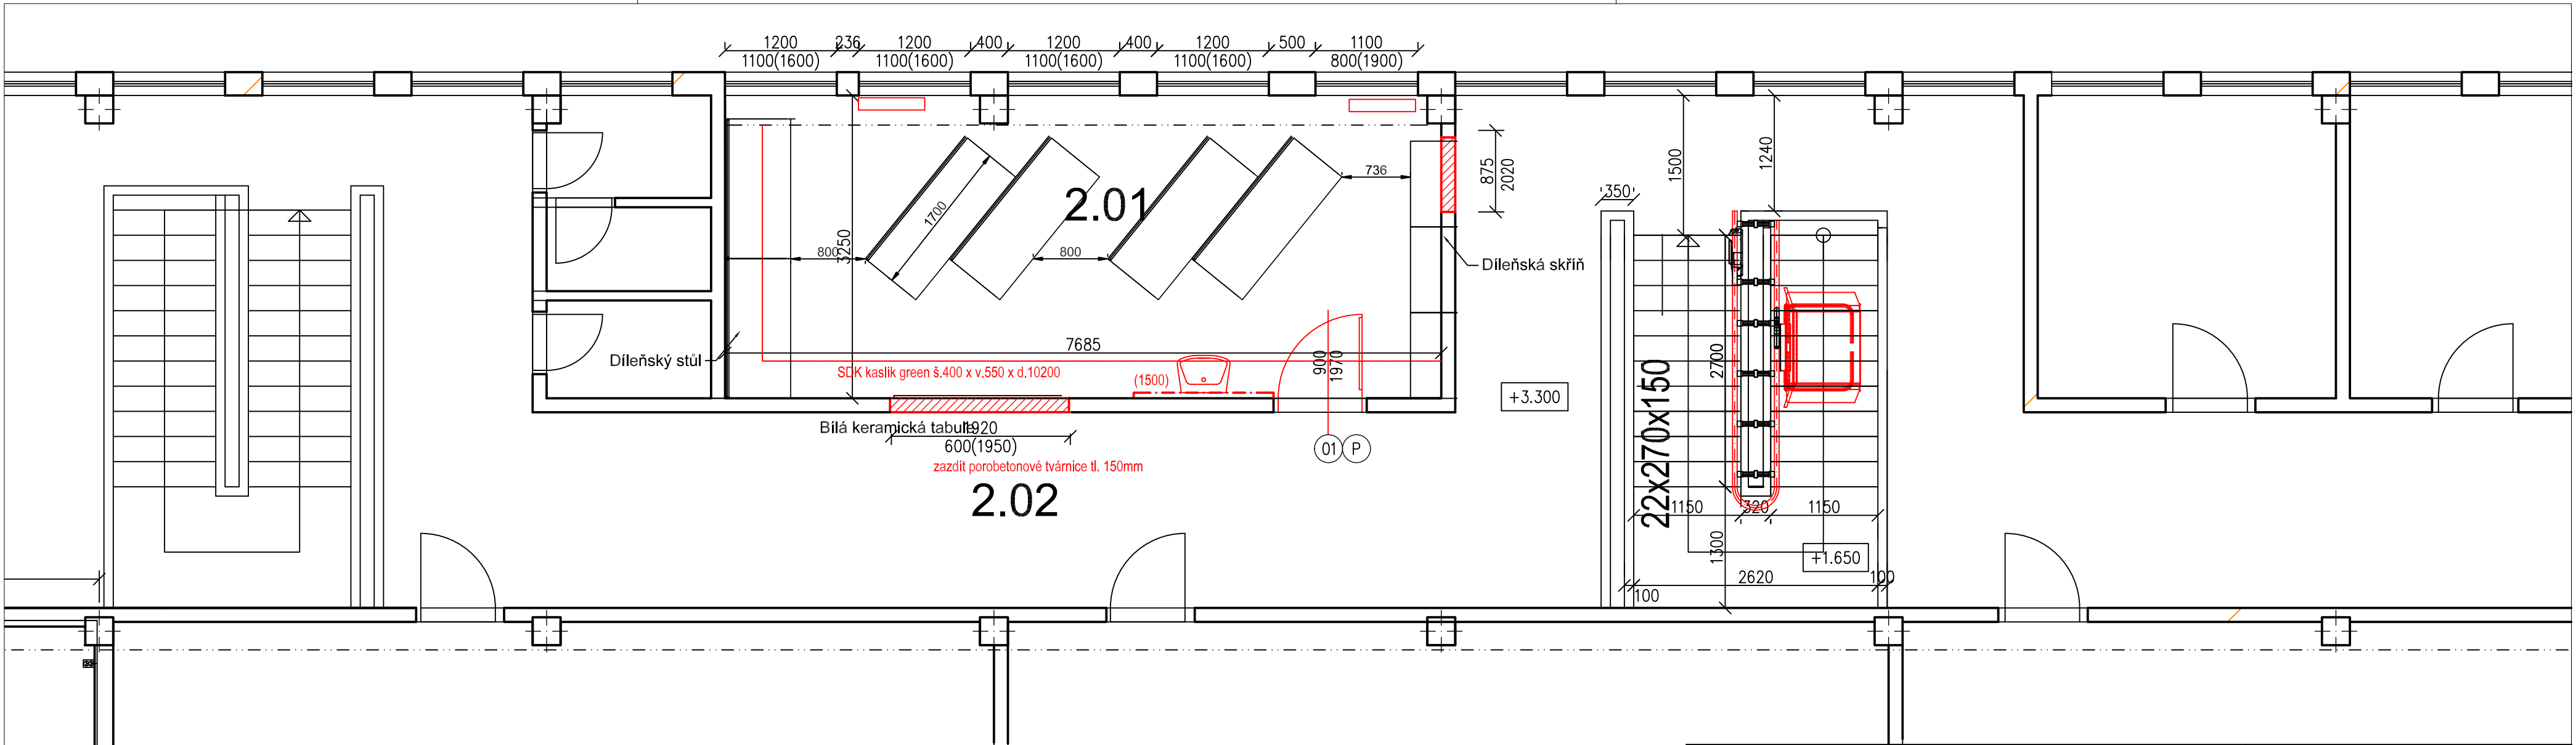 1200 236 1200 400 1200 400 1200 500 1100
1100(1600) 1100(1600) 1100(1600) 1100(1600) 800(1900)
1500
1240
875
2020
736
350
1700
2.01
3250
800
800
Dílenská skříň
Dílenský stůl
7685
900
1970
2700
SDK kaslik green š.400 x v.550 x d.10200
(1500)
+3.300
22x270x150
Bílá keramická tabule
1920
600(1950)
01 P
zazdít porobetonové tvárnice tl. 150mm
2.02
1150 320 1150
1300
+1.650
2620 100
100